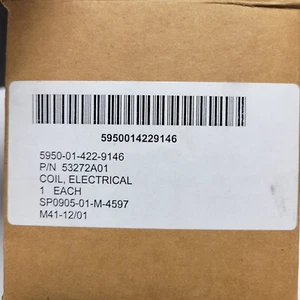 5950014229146
5950-01-422-9146
P/N 53272A01
COIL, ELECTRICAL
1 EACH
SP0905-01-M-4597
M41-12/01